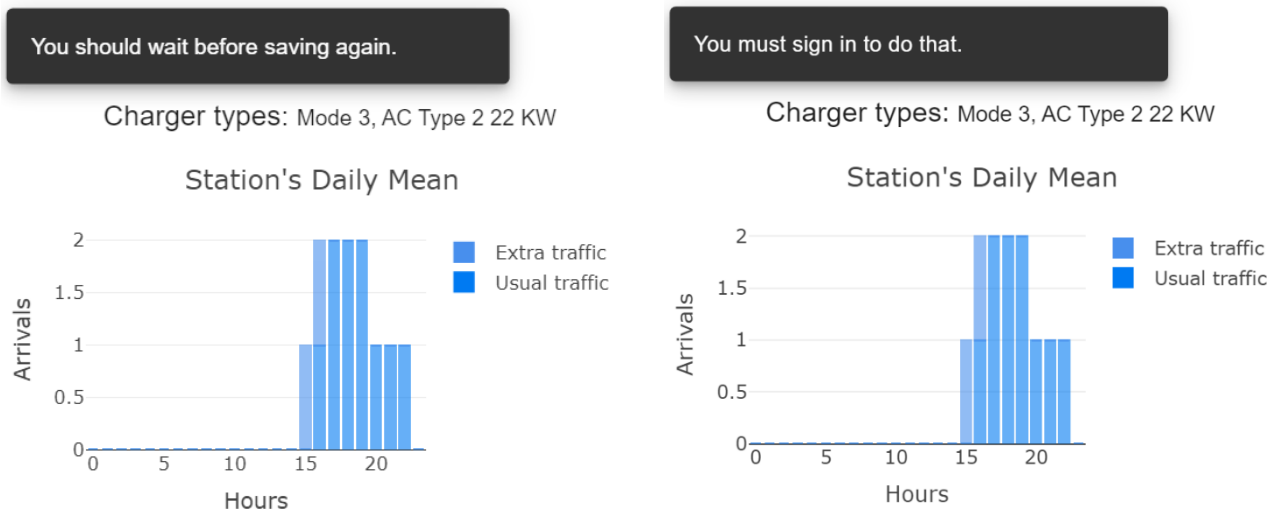 You should wait before saving again.
Charger types: Mode 3, AC Type 2 22 KW
Station's Daily Mean
2
1.5
1
0.5
0
Arrivals
0 5 10 15 20
Hours
Extra traffic
Usual traffic
You must sign in to do that.
Charger types: Mode 3, AC Type 2 22 KW
Station's Daily Mean
2
1.5
1
0.5
0
Arrivals
0 5 10 15 20
Hours
Extra traffic
Usual traffic